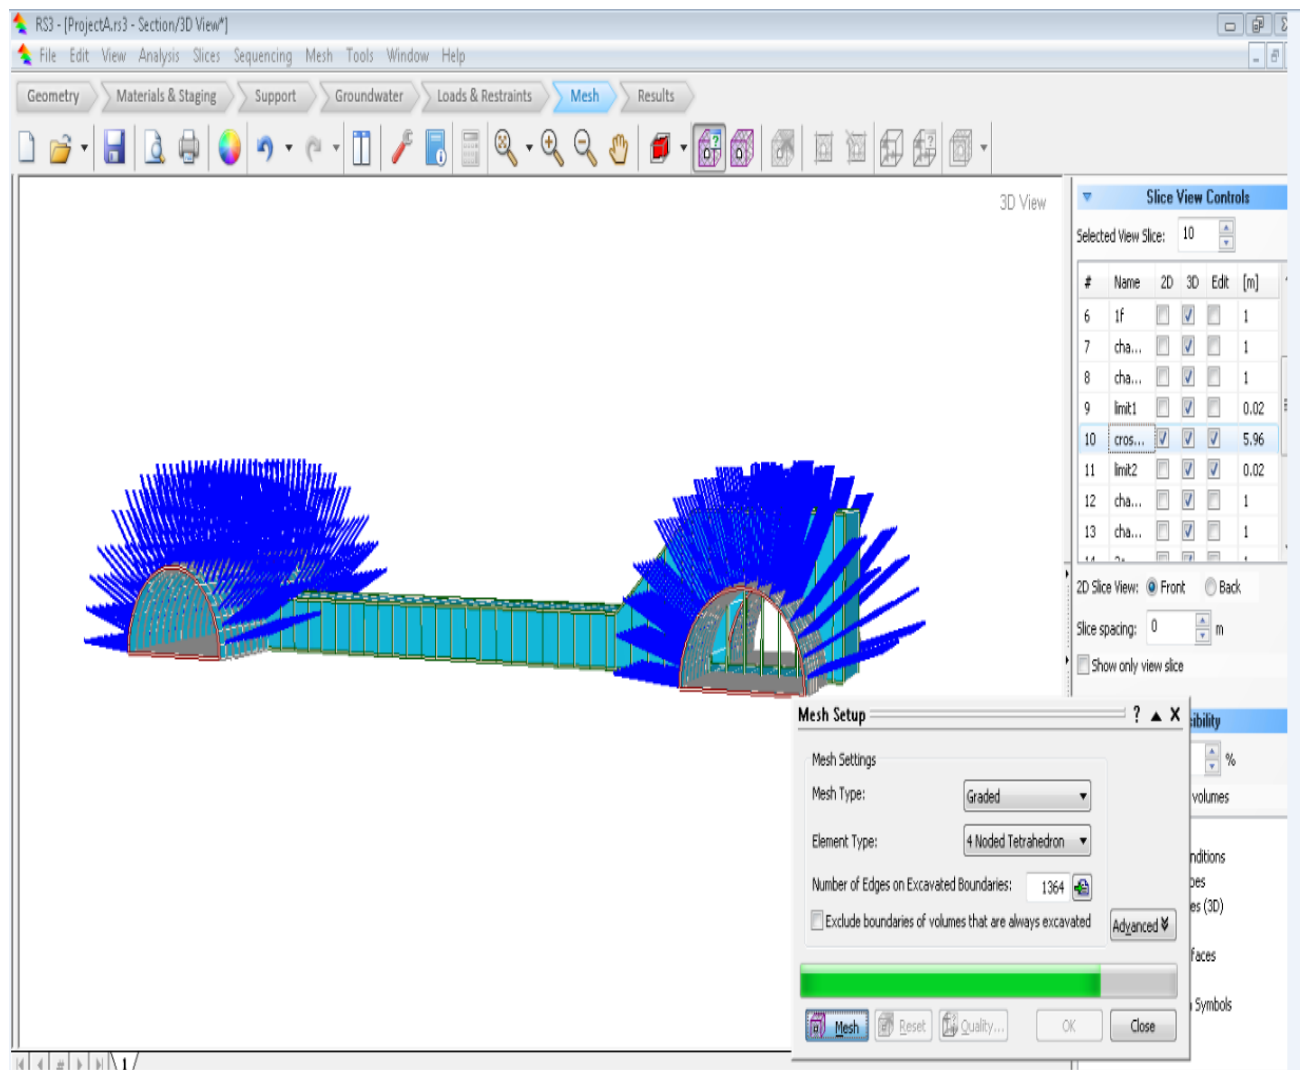 RS3 - [ProjectA.rs3 - Section/3D View*]
File Edit View Analysis Slices Sequencing Mesh Tools Window Help
Geometry Materials & Staging Support Groundwater Loads & Restraints Mesh Results
3D View
Slice View Controls
Selected View Slice: 10
# Name 2D 3D Edit [m]
6 1f 1
7 cha... 1
8 cha... 1
9 limit1 0.02
10 cros... 5.96
11 limit2 0.02
12 cha... 1
13 cha... 1
2D Slice View: Front Back
Slice spacing: 0 m
Show only view slice
Mesh Setup ? X
Mesh Settings
Mesh Type: Graded
Element Type: 4 Noded Tetrahedron
Number of Edges on Excavated Boundaries: 1364
Exclude boundaries of volumes that are always excavated
Advanced
Mesh Reset Quality... OK Close
ibility
%
volumes
nditions
pes
es (3D)
faces
Symbols
1